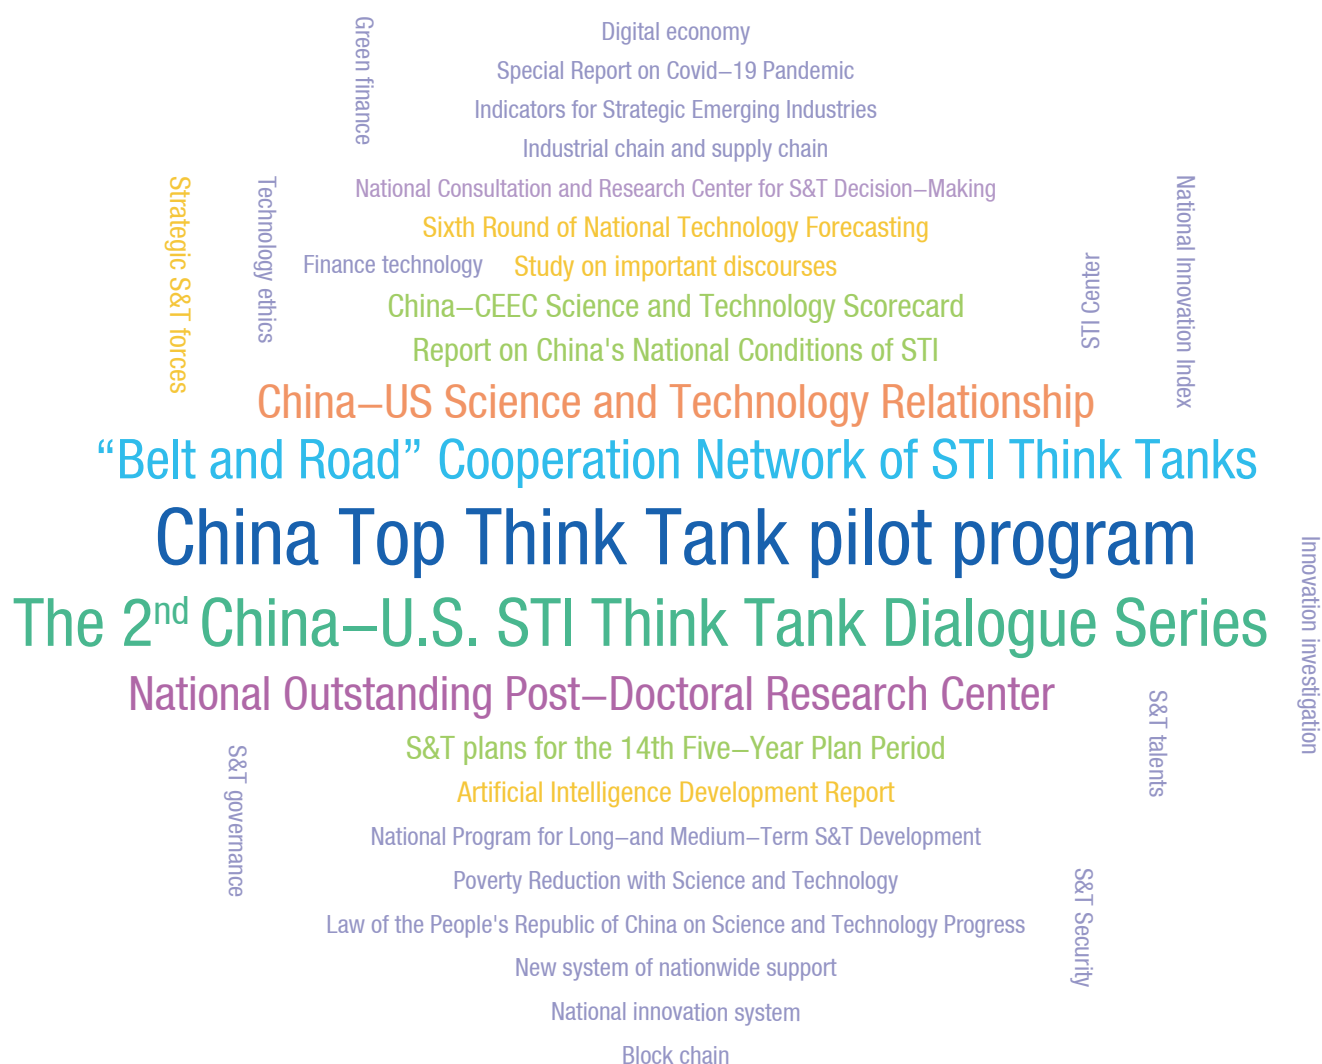 Green finance
Digital economy
Special Report on Covid–19 Pandemic
Indicators for Strategic Emerging Industries
Industrial chain and supply chain
Strategic S&T forces
Technology ethics
National Consultation and Research Center for S&T Decision–Making
National Innovation Index
Sixth Round of National Technology Forecasting
Finance technology
Study on important discourses
STI Center
China–CEEC Science and Technology Scorecard
Report on China's National Conditions of STI
China–US Science and Technology Relationship
“Belt and Road” Cooperation Network of STI Think Tanks
China Top Think Tank pilot program
Innovation investigation
The 2nd China–U.S. STI Think Tank Dialogue Series
National Outstanding Post–Doctoral Research Center
S&T talents
S&T plans for the 14th Five–Year Plan Period
S&T governance
Artificial Intelligence Development Report
National Program for Long–and Medium–Term S&T Development
Poverty Reduction with Science and Technology
S&T Security
Law of the People's Republic of China on Science and Technology Progress
New system of nationwide support
National innovation system
Block chain